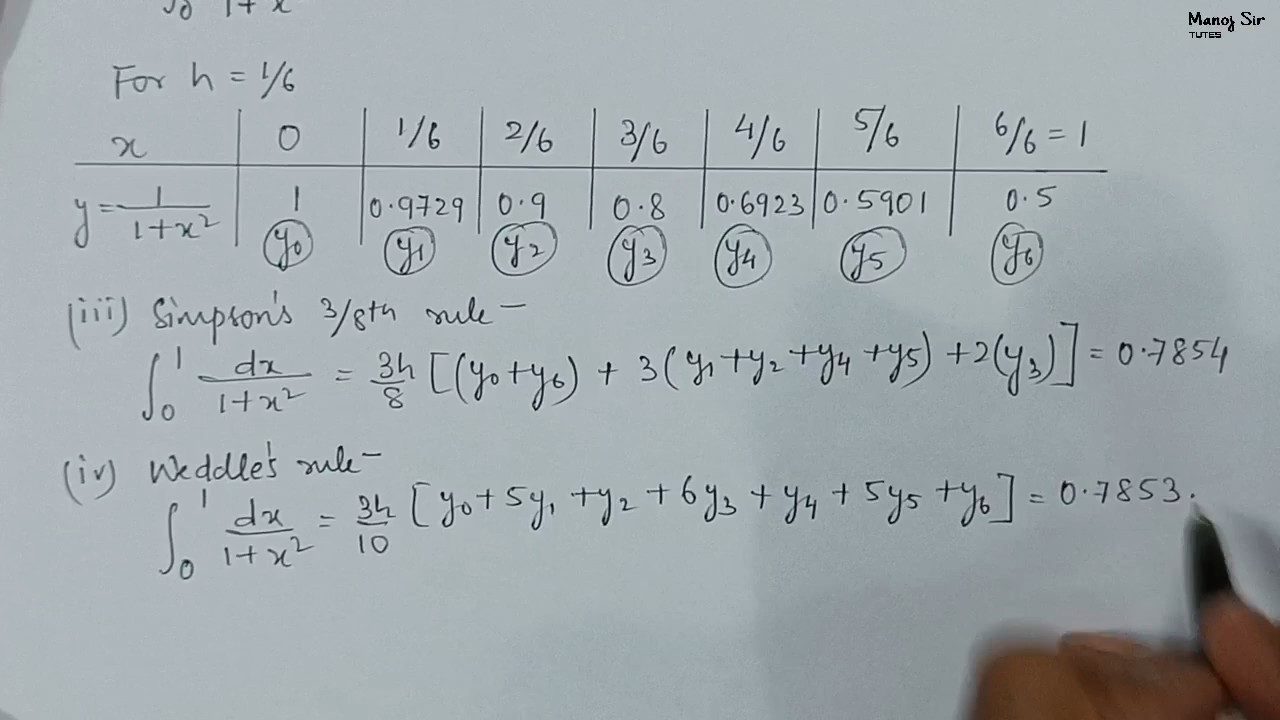 Manoj Sir
TUTES
∫₀ 1+x
For h = 1/6
x | 0 | 1/6 | 2/6 | 3/6 | 4/6 | 5/6 | 6/6 = 1
y = 1/(1+x²) | 1 | 0.9729 | 0.9 | 0.8 | 0.6923 | 0.5901 | 0.5
y₀ y₁ y₂ y₃ y₄ y₅ y₆
(iii) Simpson's 3/8th rule –
∫₀¹ dx/(1+x²) = 3h/8 [(y₀+y₆) + 3(y₁+y₂+y₄+y₅) + 2(y₃)] = 0.7854
(iv) Weddle's rule –
∫₀¹ dx/(1+x²) = 3h/10 [y₀+5y₁+y₂+6y₃+y₄+5y₅+y₆] = 0.7853.